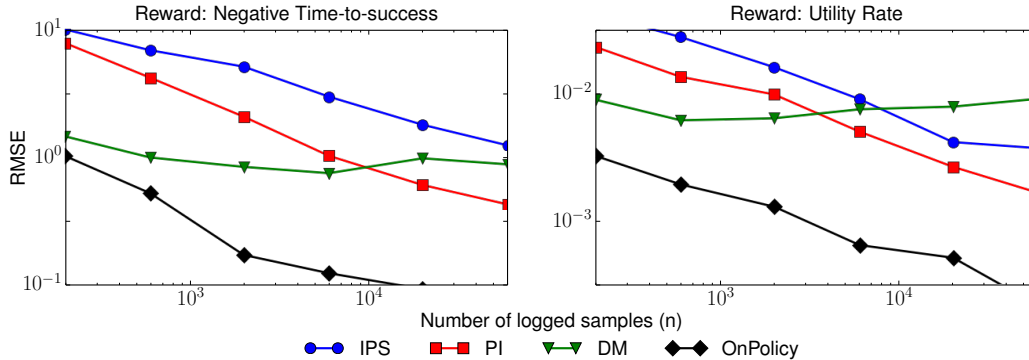 Reward: Negative Time-to-success
Reward: Utility Rate
RMSE
10^1
10^0
10^-1
10^-2
10^-3
10^3
10^4
10^3
10^4
Number of logged samples (n)
IPS
PI
DM
OnPolicy